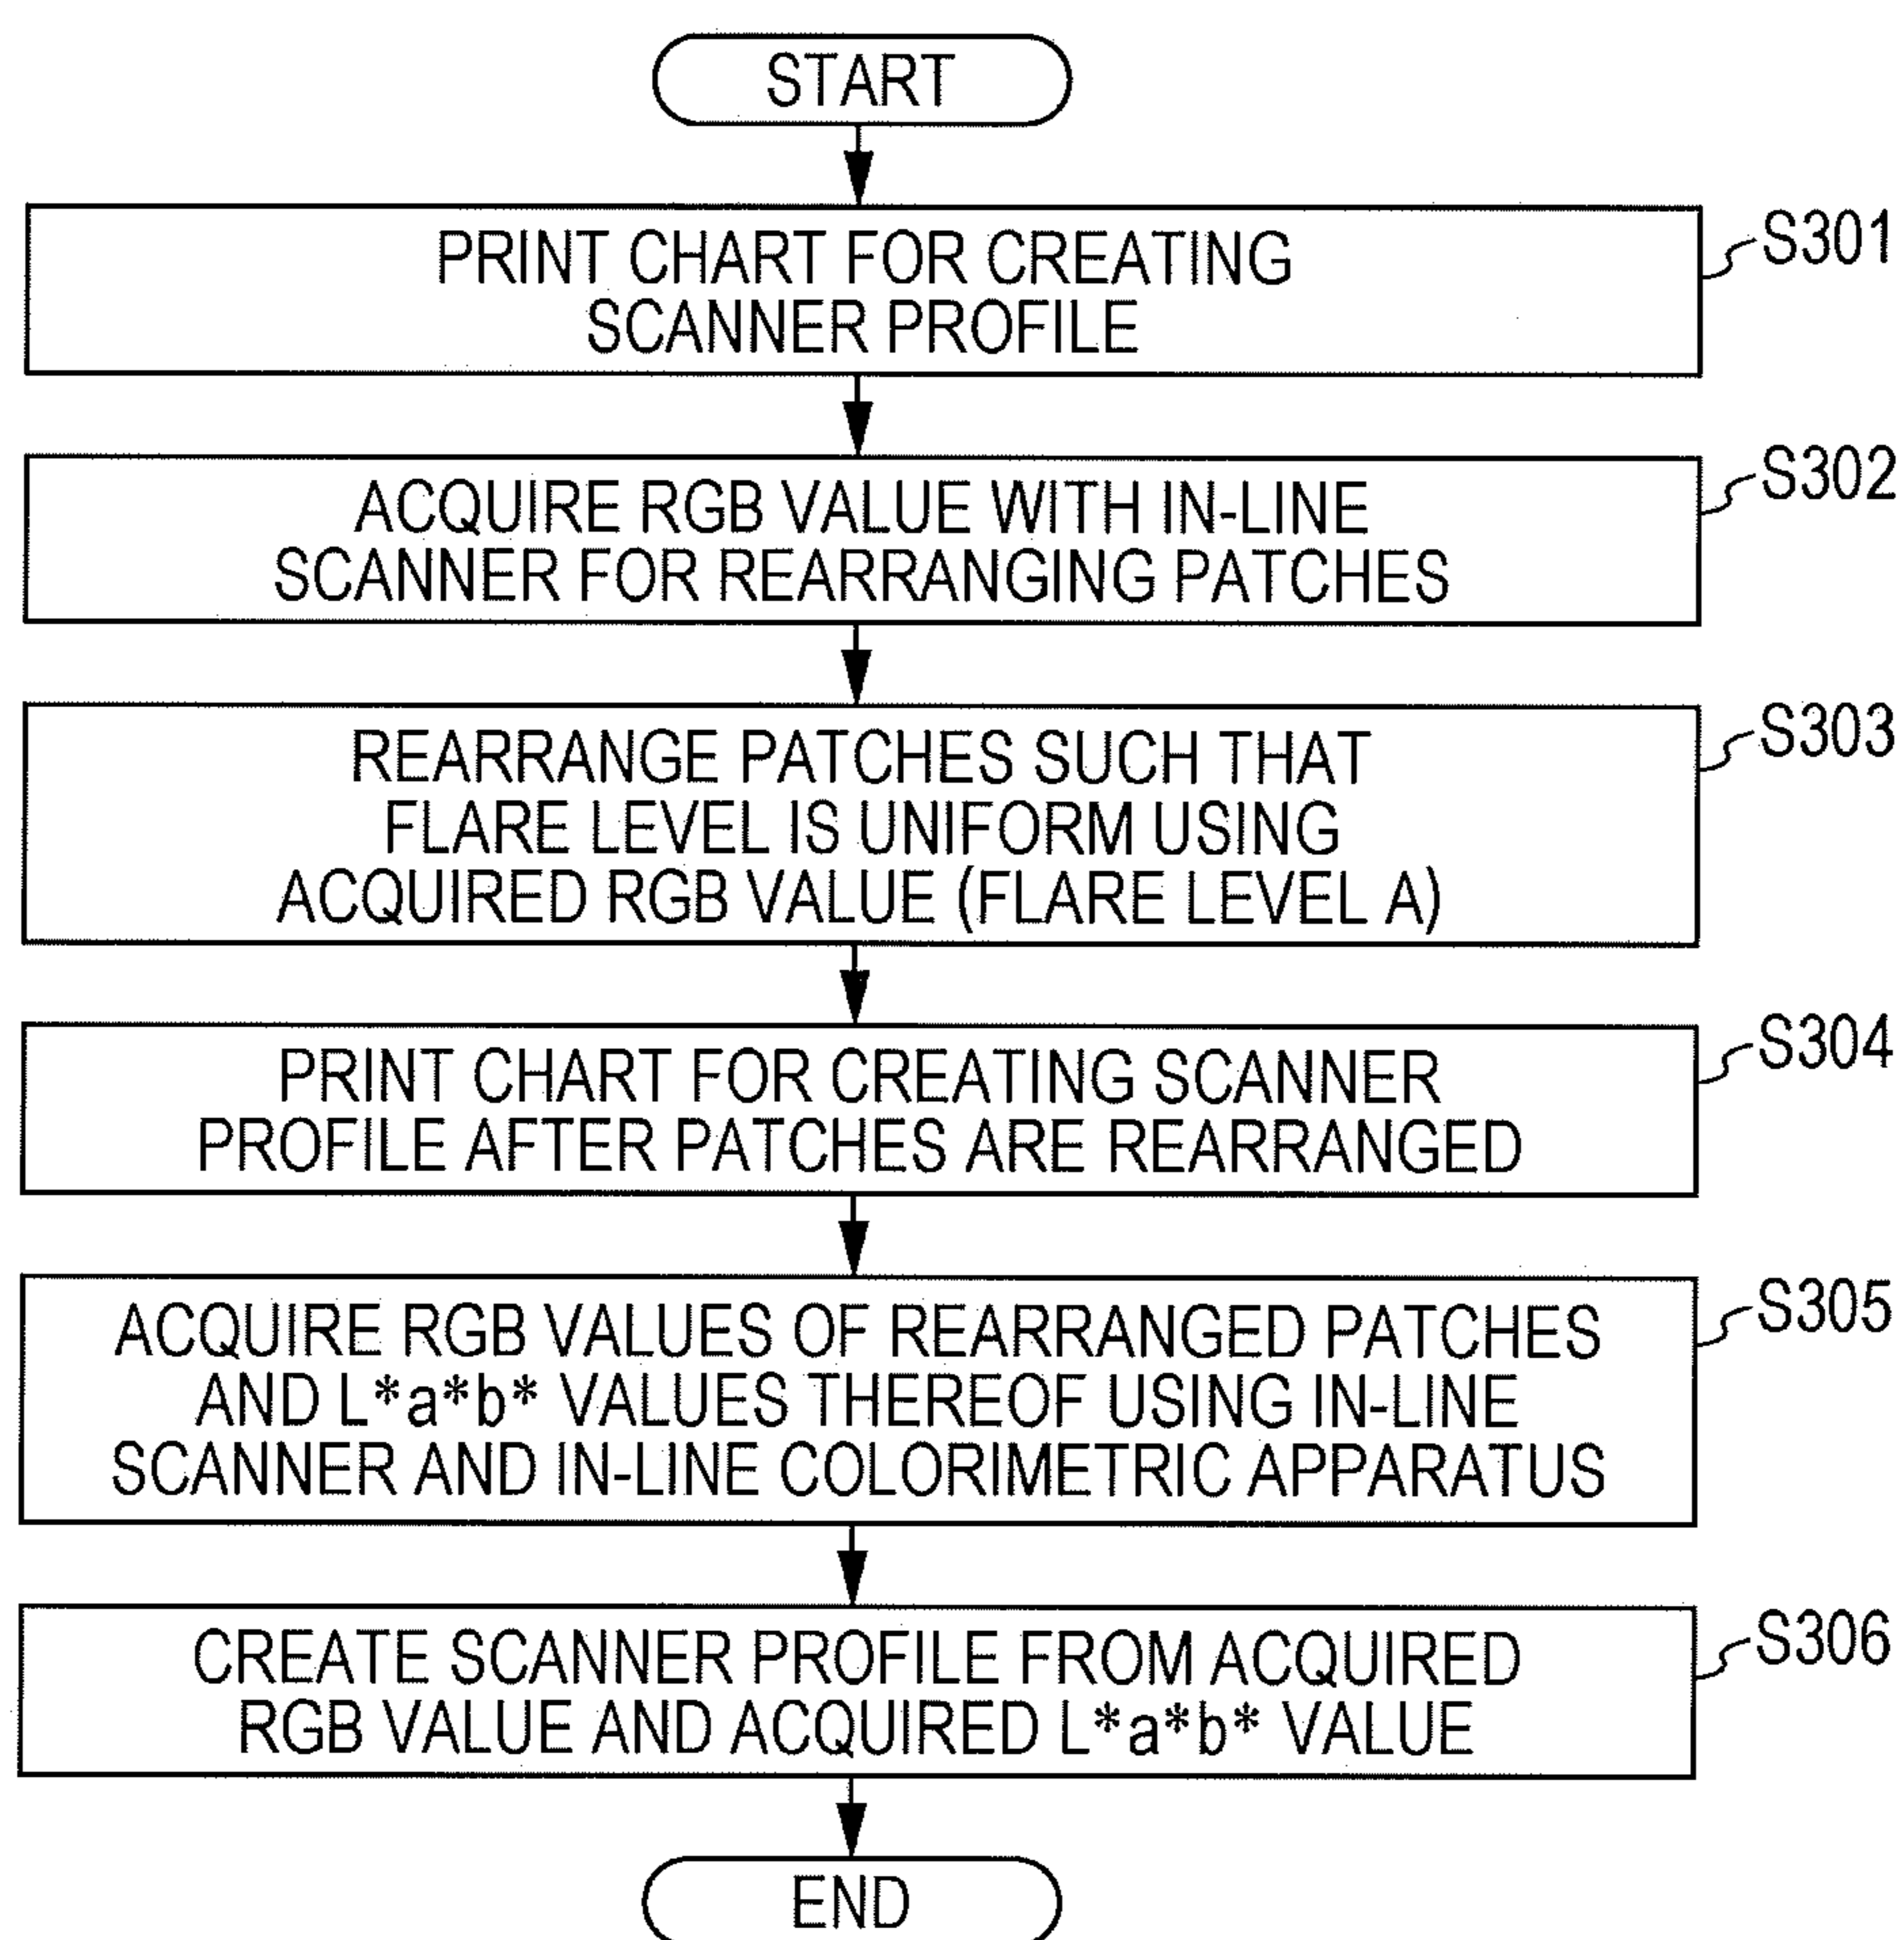 START
PRINT CHART FOR CREATING
SCANNER PROFILE
S301
ACQUIRE RGB VALUE WITH IN-LINE
SCANNER FOR REARRANGING PATCHES
S302
REARRANGE PATCHES SUCH THAT
FLARE LEVEL IS UNIFORM USING
ACQUIRED RGB VALUE (FLARE LEVEL A)
S303
PRINT CHART FOR CREATING SCANNER
PROFILE AFTER PATCHES ARE REARRANGED
S304
ACQUIRE RGB VALUES OF REARRANGED PATCHES
AND L*a*b* VALUES THEREOF USING IN-LINE
SCANNER AND IN-LINE COLORIMETRIC APPARATUS
S305
CREATE SCANNER PROFILE FROM ACQUIRED
RGB VALUE AND ACQUIRED L*a*b* VALUE
S306
END